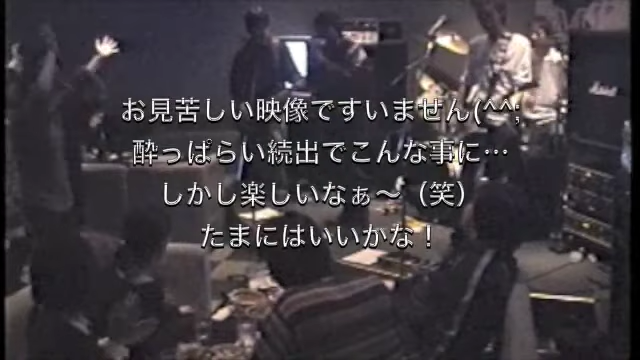 お見苦しい映像ですいません(^^;
酔っぱらい続出でこんな事に…
しかし楽しいなぁ〜（笑）
たまにはいいかな！
Marshall